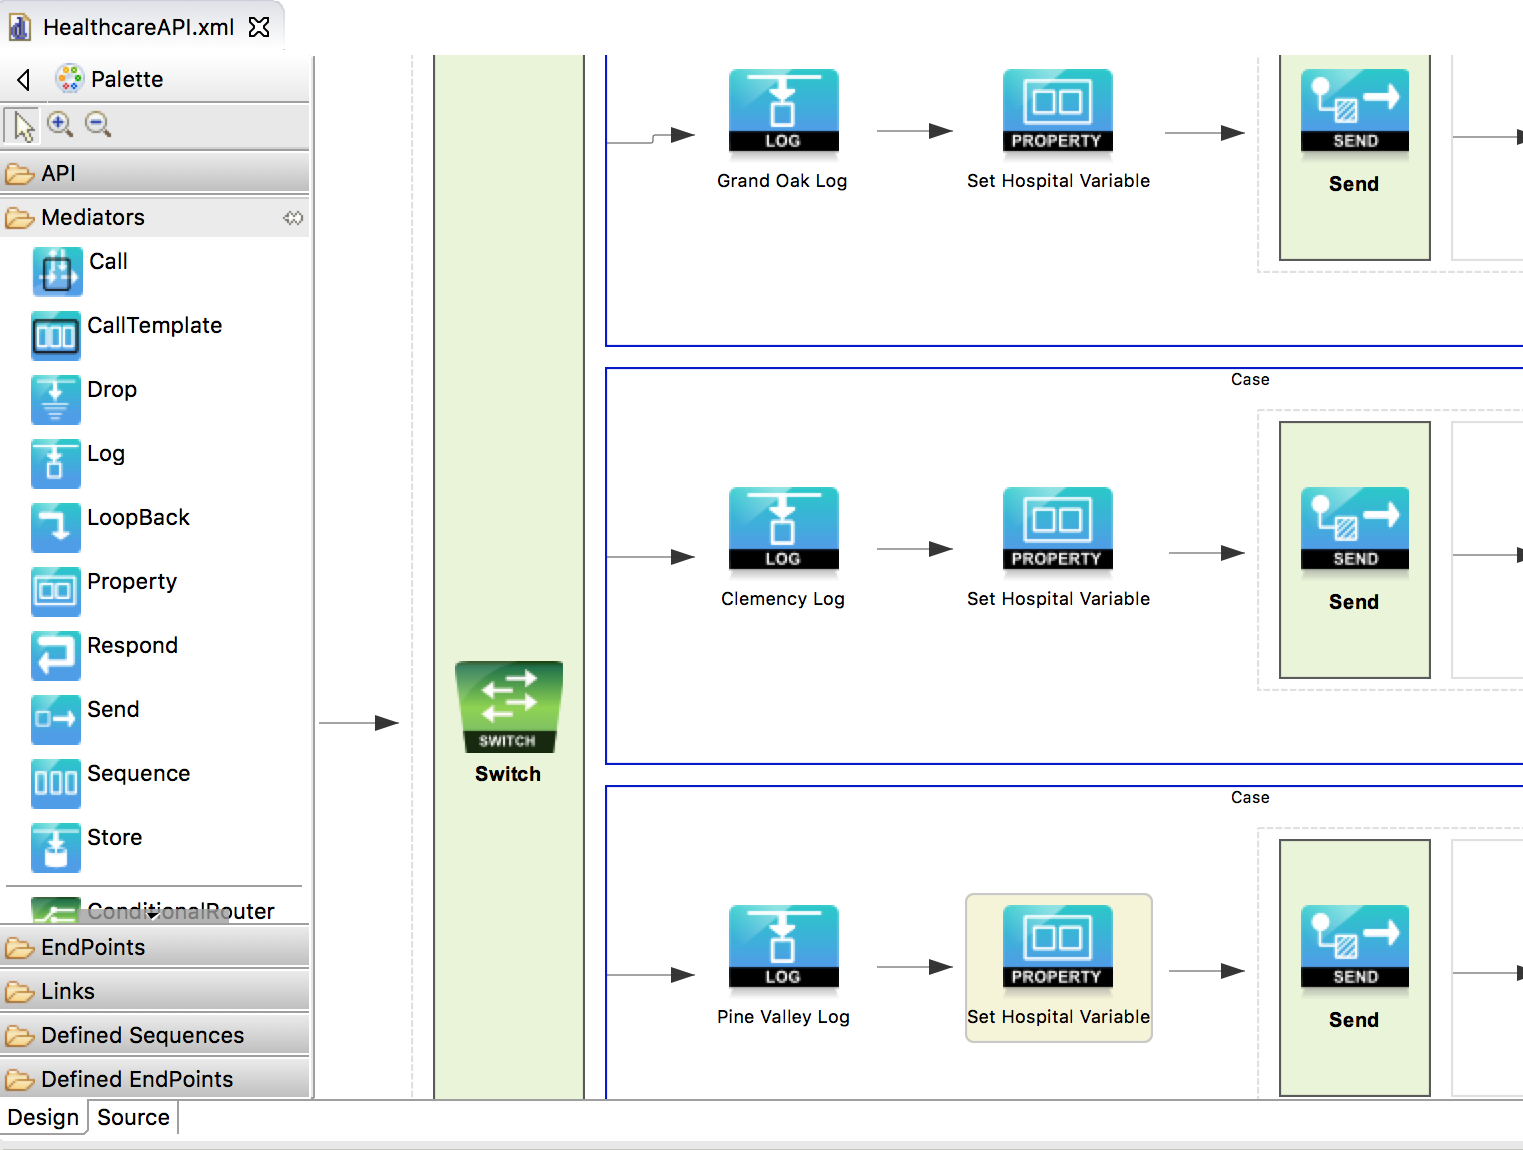 HealthcareAPI.xml
Palette
API
Mediators
Call
CallTemplate
Drop
Log
LoopBack
Property
Respond
Send
Sequence
Store
ConditionalRouter
EndPoints
Links
Defined Sequences
Defined EndPoints
Design
Source
SWITCH
Switch
LOG
Grand Oak Log
PROPERTY
Set Hospital Variable
SEND
Send
Case
LOG
Clemency Log
PROPERTY
Set Hospital Variable
SEND
Send
Case
LOG
Pine Valley Log
PROPERTY
Set Hospital Variable
SEND
Send